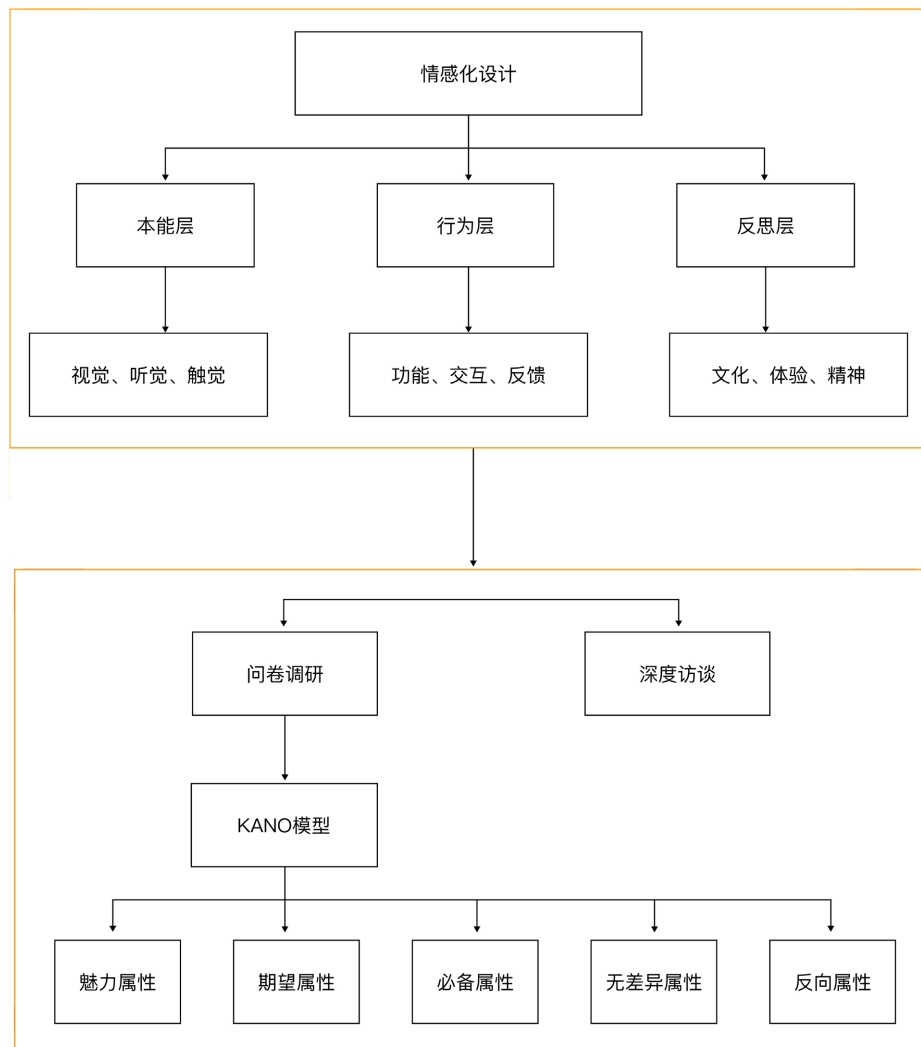 情感化设计
本能层
行为层
反思层
视觉、听觉、触觉
功能、交互、反馈
文化、体验、精神
问卷调研
深度访谈
KANO模型
魅力属性
期望属性
必备属性
无差异属性
反向属性